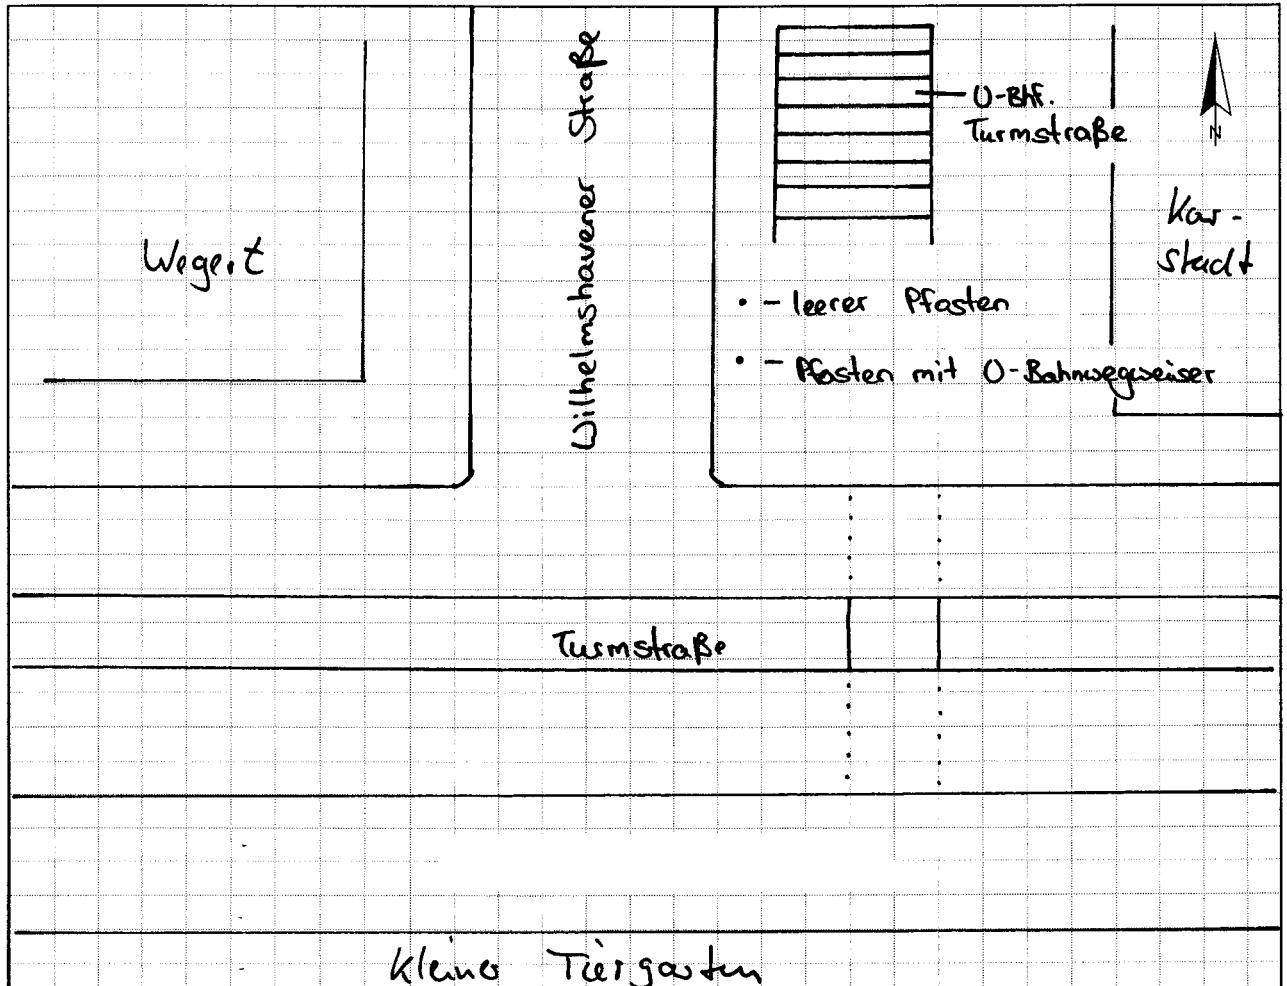 Wilhelmshavener Straße
U-Bhf.
Turmstraße
N
Wegert
Kar-
stadt
- leerer Pfosten
- Pfosten mit U-Bahnwegweiser
Turmstraße
Kleiner Tiergarten